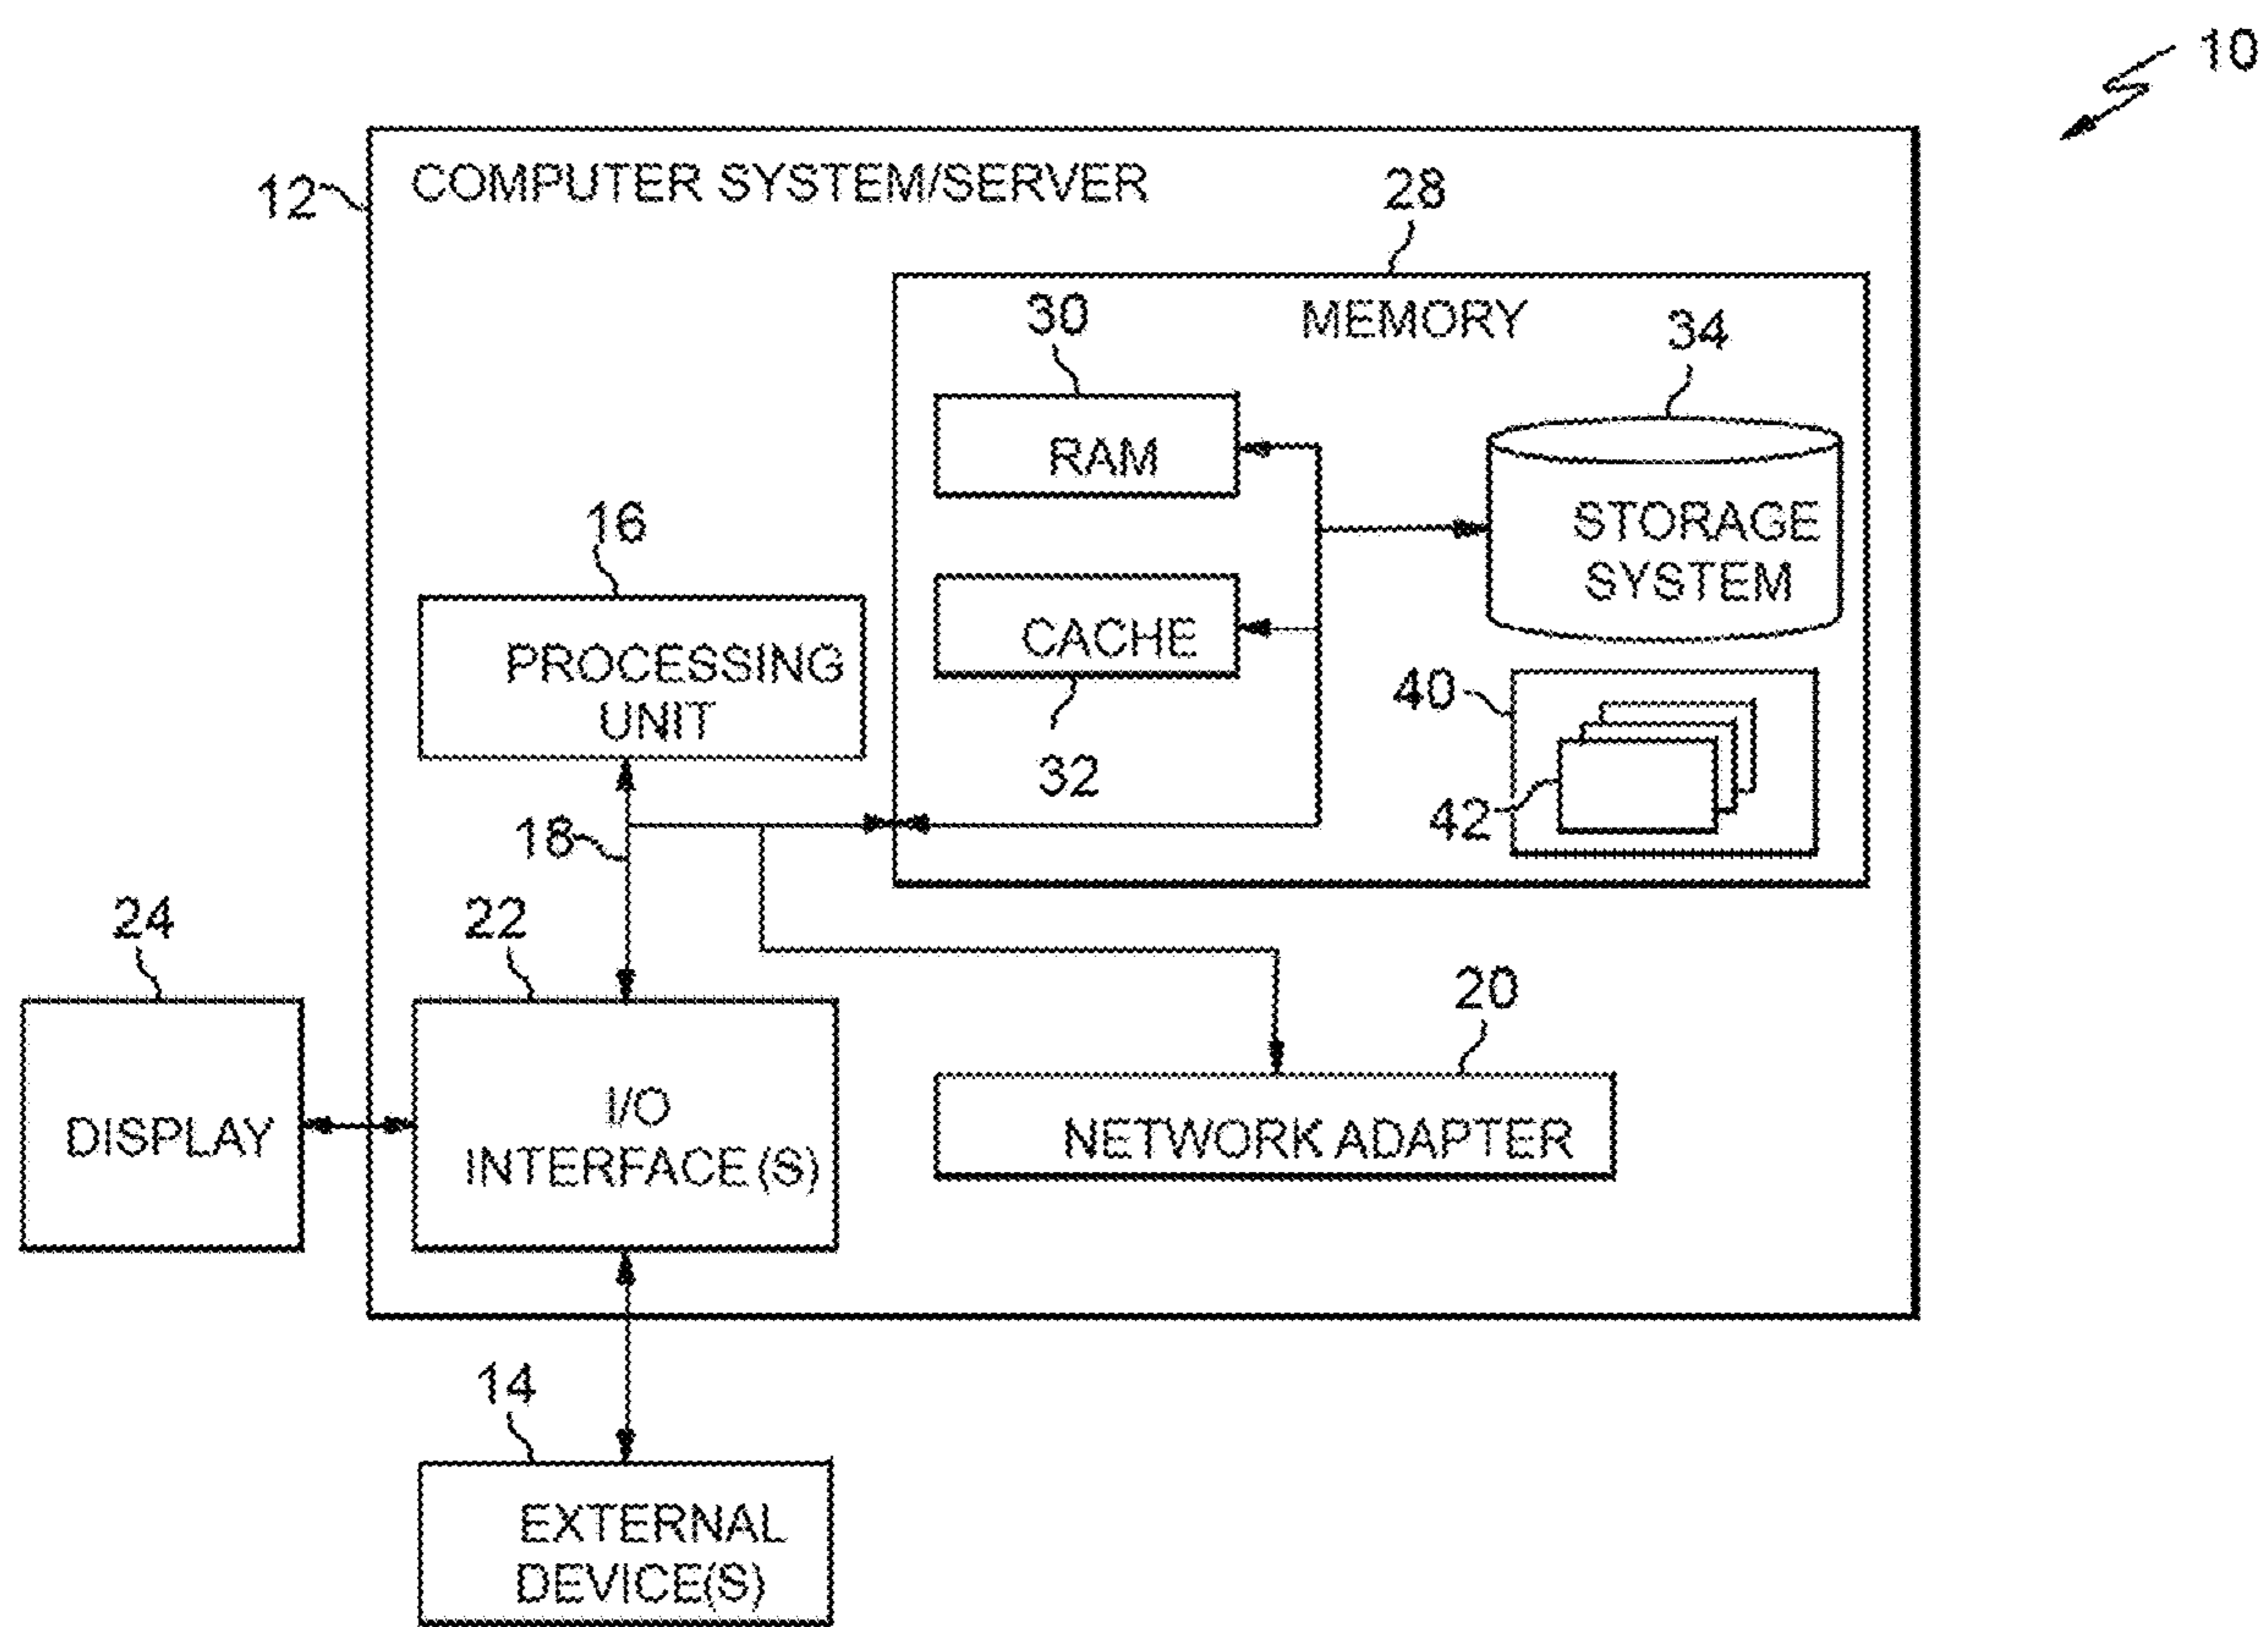 10
12
COMPUTER SYSTEM/SERVER
28
30
MEMORY
34
RAM
STORAGE
SYSTEM
16
CACHE
PROCESSING
UNIT
40
32
42
18
24
22
20
DISPLAY
I/O
INTERFACE(S)
NETWORK ADAPTER
14
EXTERNAL
DEVICE(S)